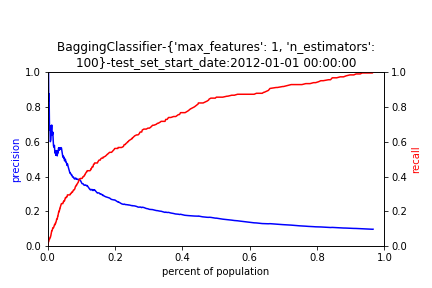 BaggingClassifier-{'max_features': 1, 'n_estimators':
100}-test_set_start_date:2012-01-01 00:00:00
1.0 1.0
0.8 0.8
0.6 0.6
0.4 0.4
0.2 0.2
0.0 0.0
precision
recall
0.0 0.2 0.4 0.6 0.8 1.0
percent of population